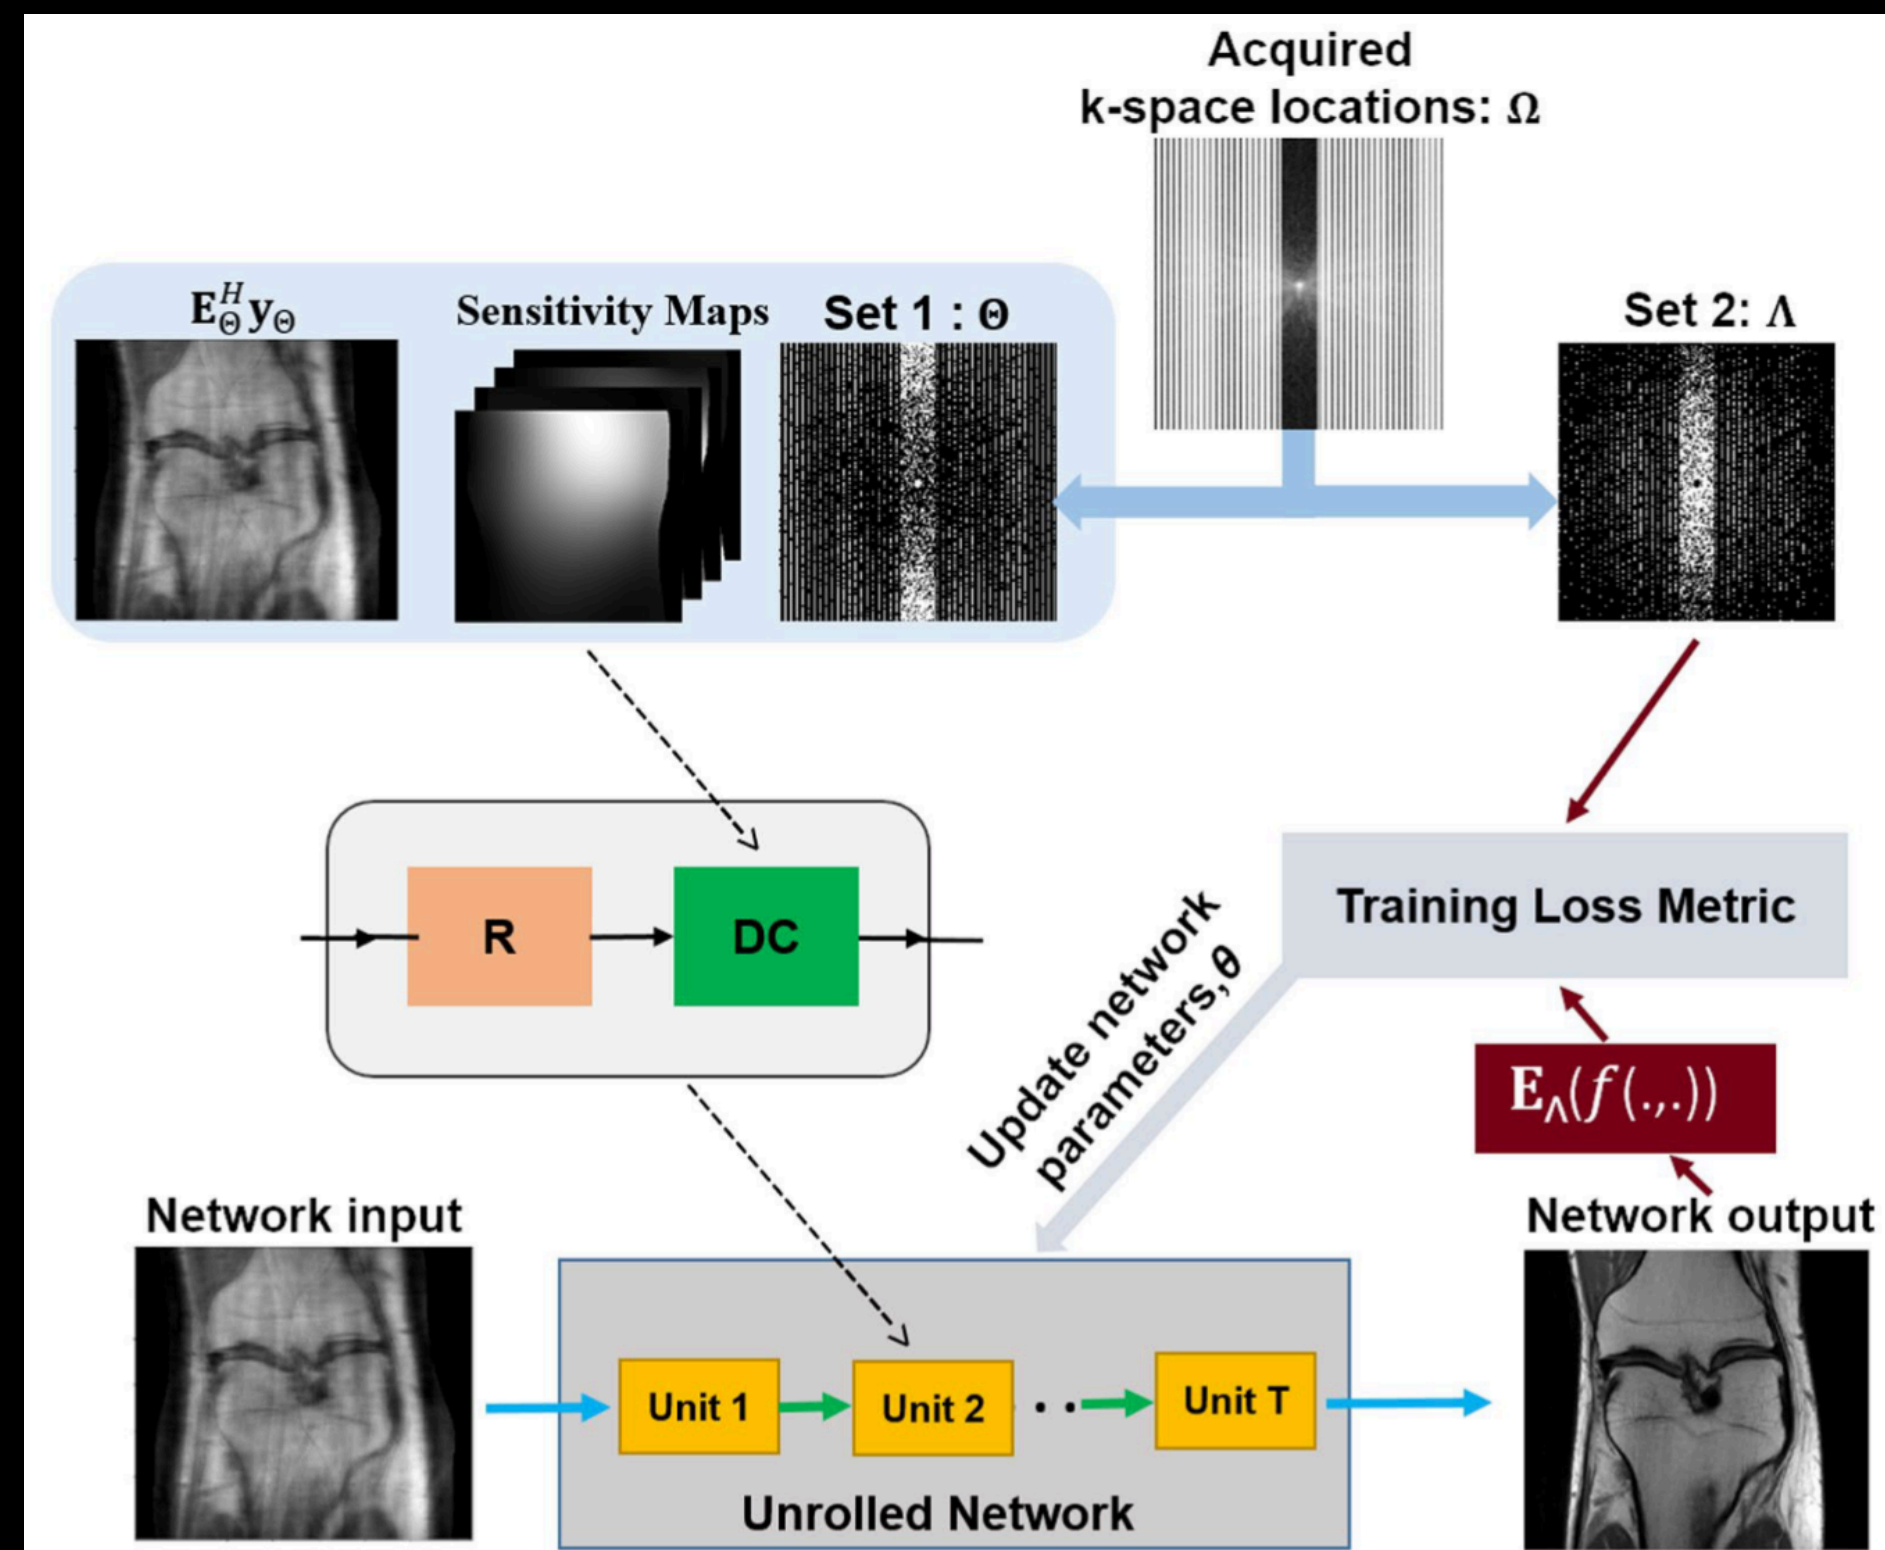 Acquired
k-space locations: Ω
E_Θ^H y_Θ
Sensitivity Maps
Set 1 : Θ
Set 2: Λ
R
DC
Training Loss Metric
Update network
parameters,θ
E_Λ(f(.,.))
Network input
Network output
Unit 1
Unit 2
. .
Unit T
Unrolled Network